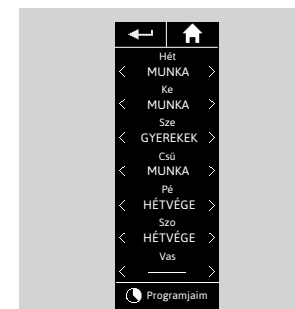 Hét
MUNKA
Ke
MUNKA
Sze
GYEREKEK
Csü
MUNKA
Pé
HÉTVÉGE
Szo
HÉTVÉGE
Vas
Programjaim